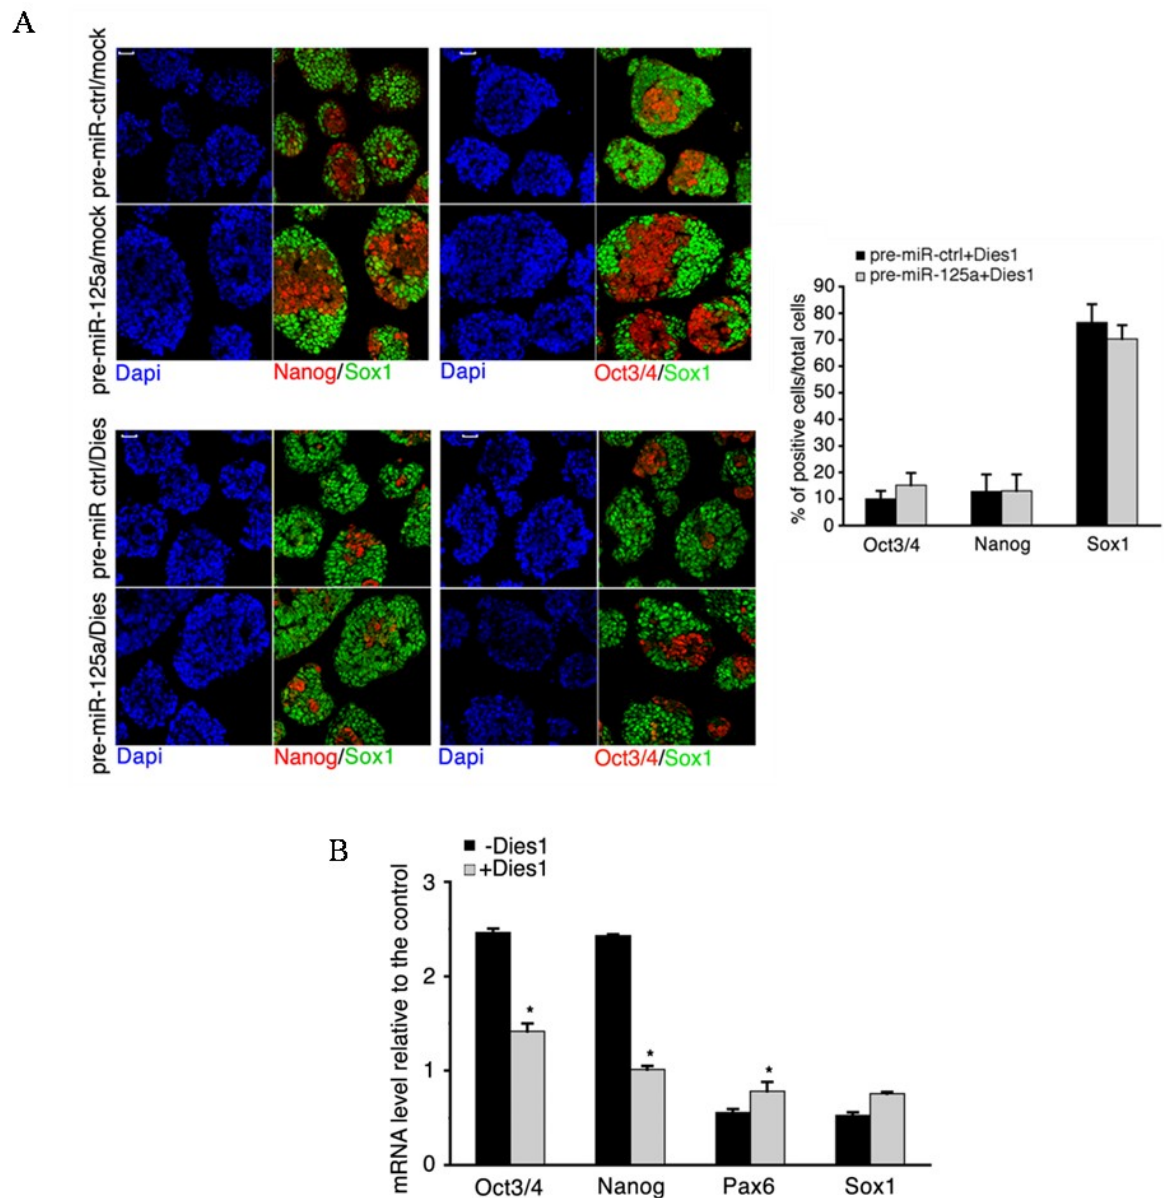 A
pre-miR-ctrl/mock
pre-miR-125a/mock
Dapi
Nanog/Sox1
Dapi
Oct3/4/Sox1
pre-miR ctrl/Dies
pre-miR-125a/Dies
Dapi
Nanog/Sox1
Dapi
Oct3/4/Sox1
pre-miR-ctrl+Dies1
pre-miR-125a+Dies1
% of positive cells/total cells
90
80
70
60
50
40
30
20
10
0
Oct3/4
Nanog
Sox1
B
-Dies1
+Dies1
mRNA level relative to the control
3
2
1
0
*
*
*
Oct3/4
Nanog
Pax6
Sox1